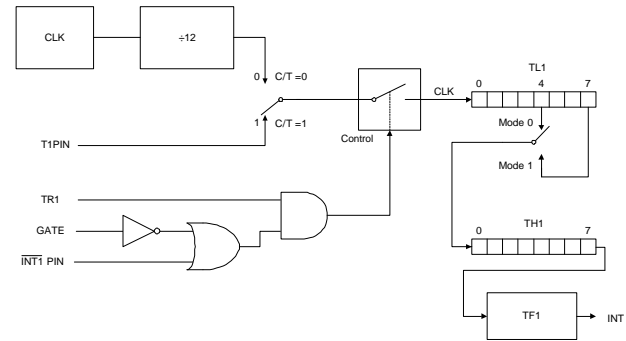 CLK
÷12
0 C/T =0
1 C/T =1
T1PIN
Control
CLK
TL1
0 4 7
Mode 0
Mode 1
TR1
GATE
INT1 PIN
TH1
0 7
TF1
INT